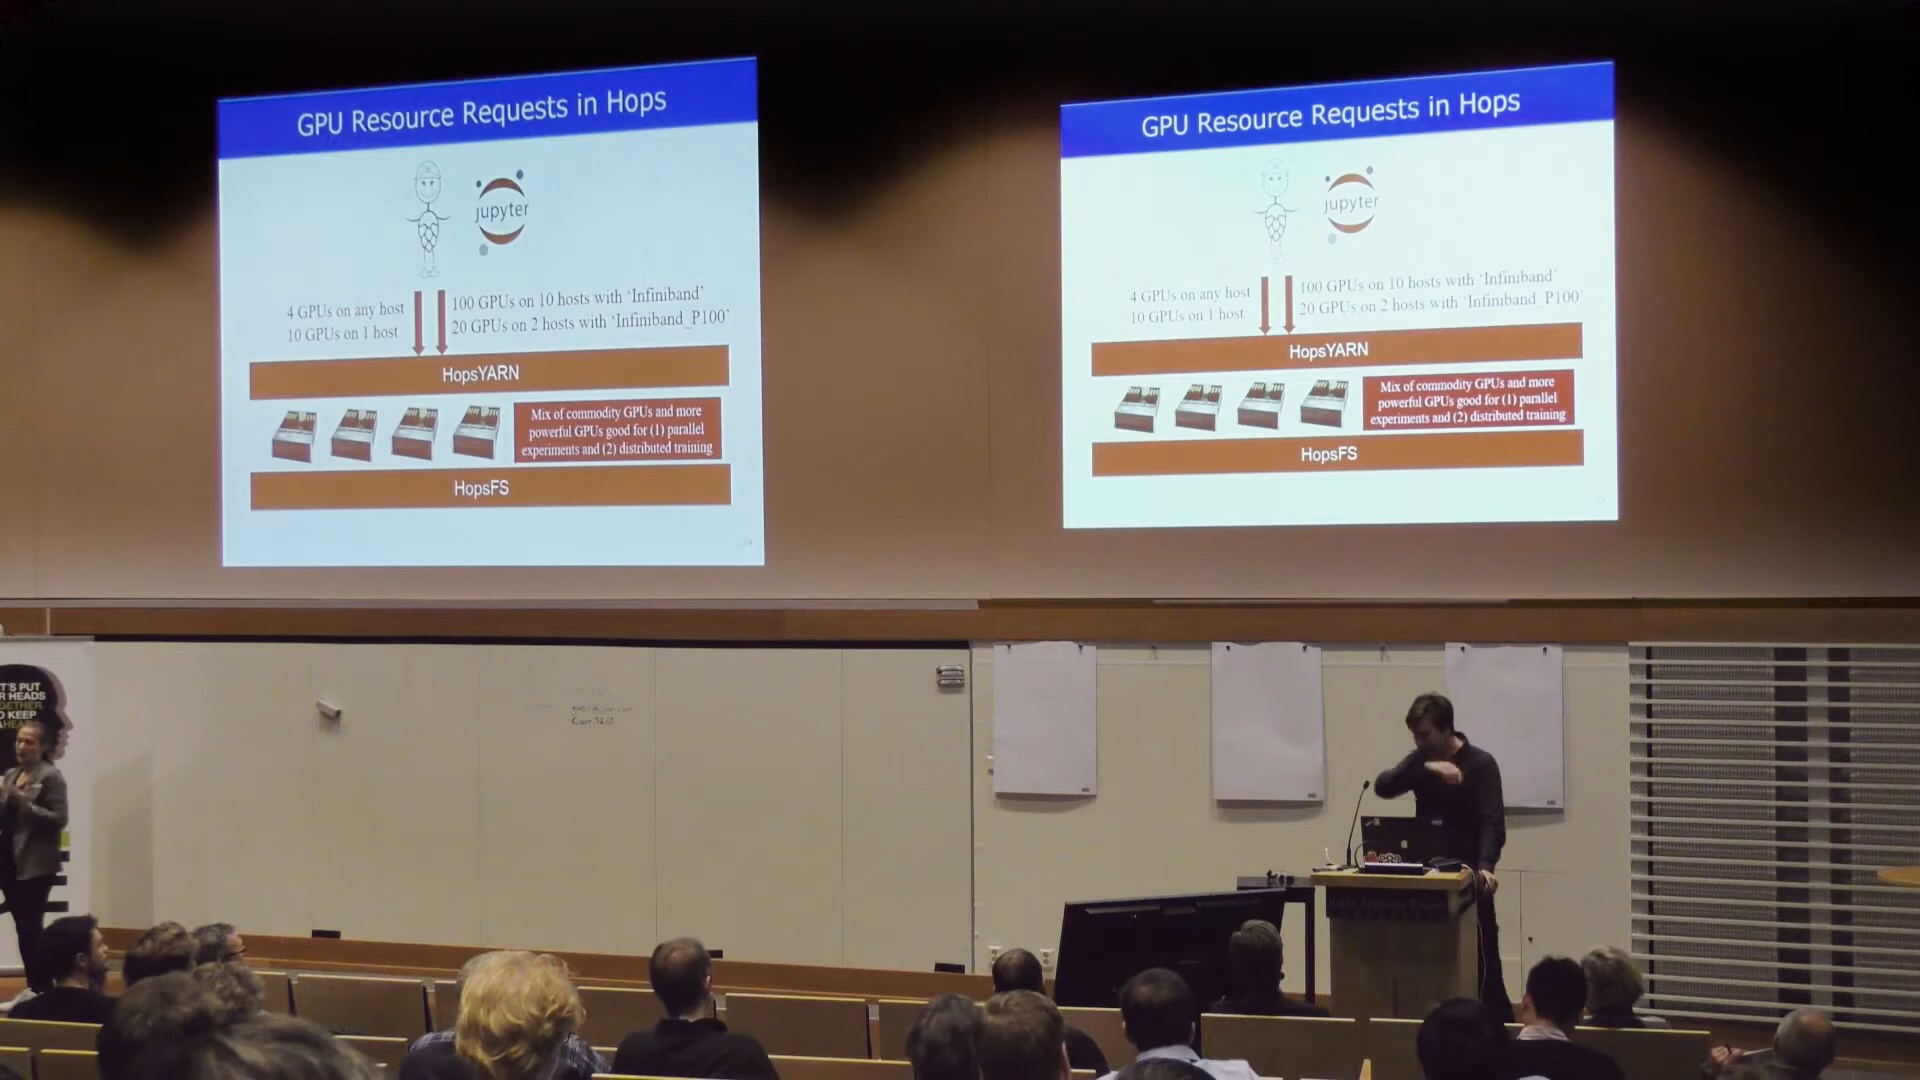 GPU Resource Requests in Hops
jupyter
4 GPUs on any host
10 GPUs on 1 host
100 GPUs on 10 hosts with ‘Infiniband’
20 GPUs on 2 hosts with ‘Infiniband_P100’
HopsYARN
Mix of commodity GPUs and more
powerful GPUs good for (1) parallel
experiments and (2) distributed training
HopsFS
GPU Resource Requests in Hops
jupyter
4 GPUs on any host
10 GPUs on 1 host
100 GPUs on 10 hosts with ‘Infiniband’
20 GPUs on 2 hosts with ‘Infiniband_P100’
HopsYARN
Mix of commodity GPUs and more
powerful GPUs good for (1) parallel
experiments and (2) distributed training
HopsFS
T'S PUT
R HEADS
GETHER
O KEEP
AHEA